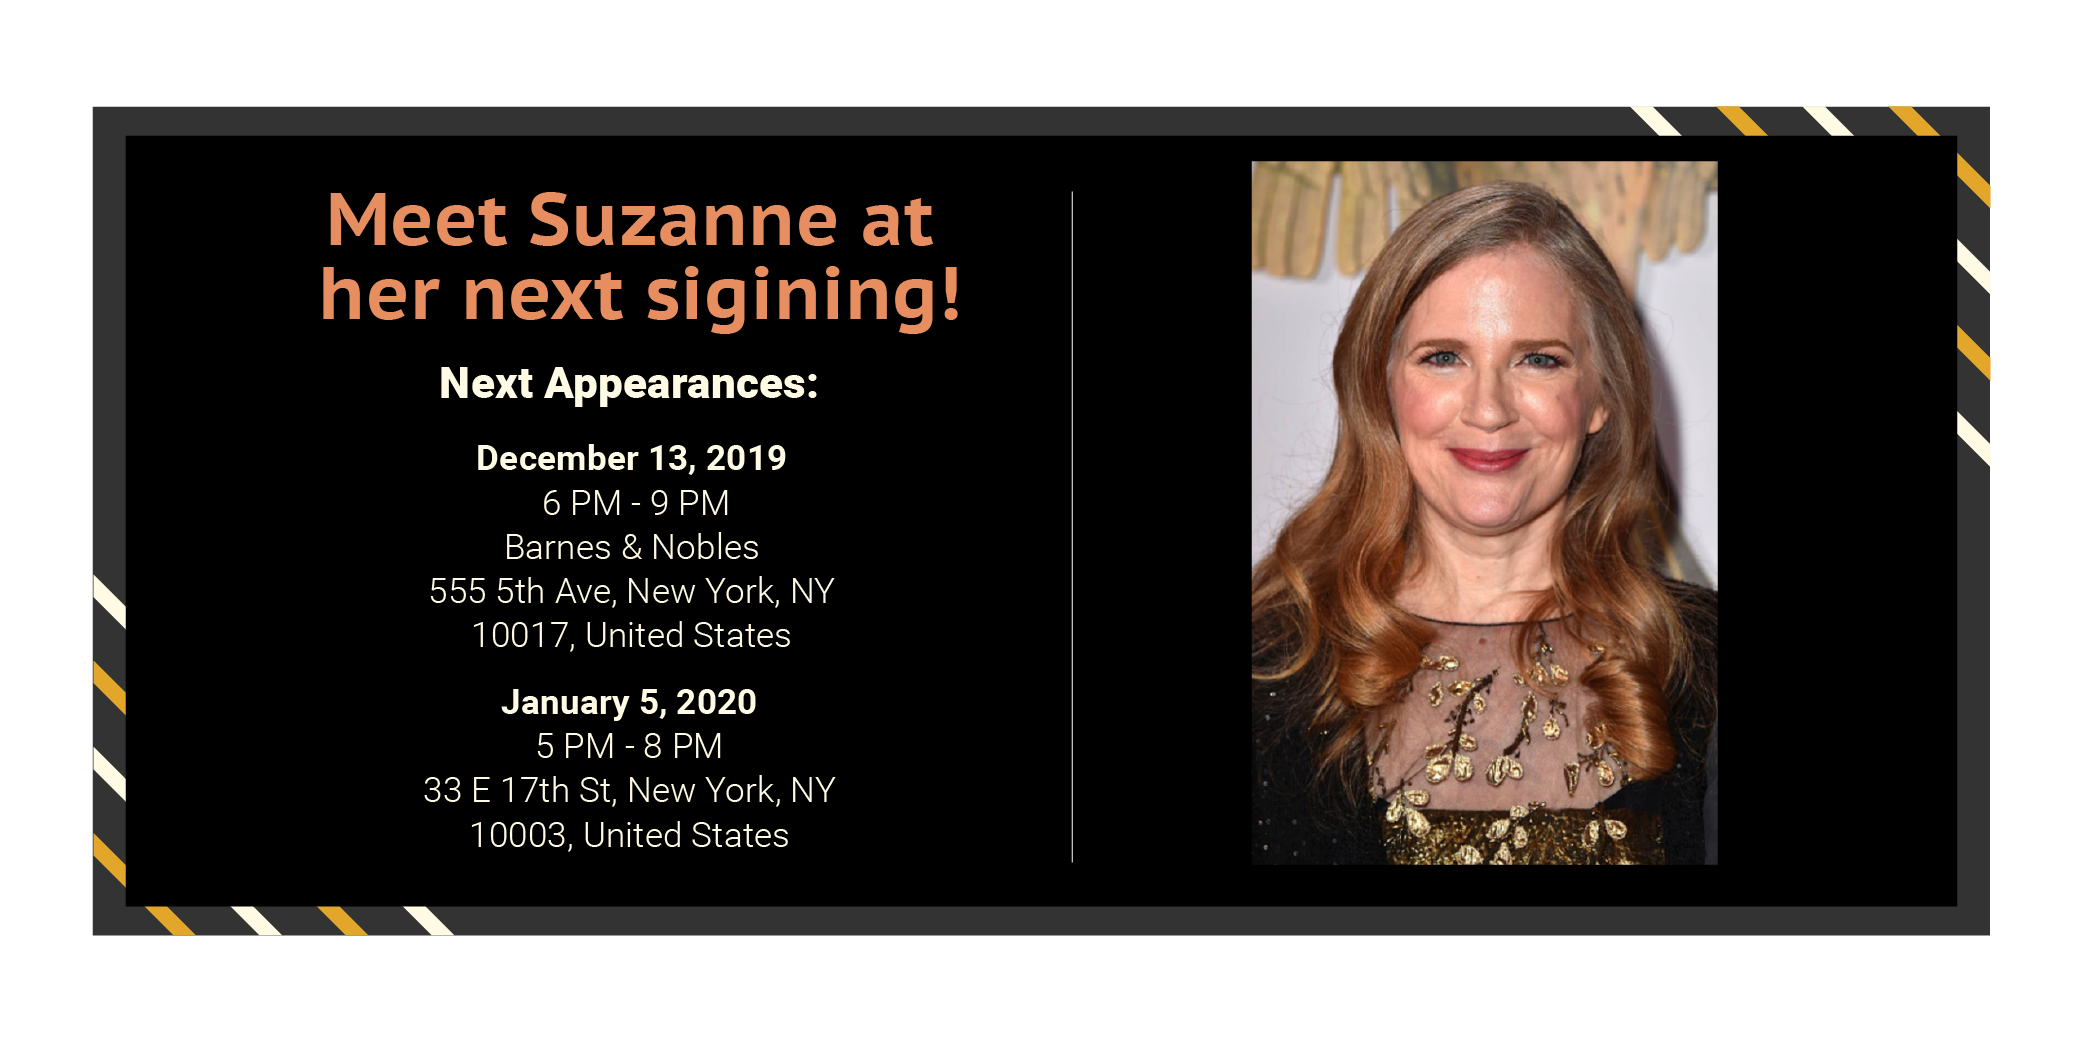 Meet Suzanne at
her next sigining!
Next Appearances:
December 13, 2019
6 PM - 9 PM
Barnes & Nobles
555 5th Ave, New York, NY
10017, United States
January 5, 2020
5 PM - 8 PM
33 E 17th St, New York, NY
10003, United States